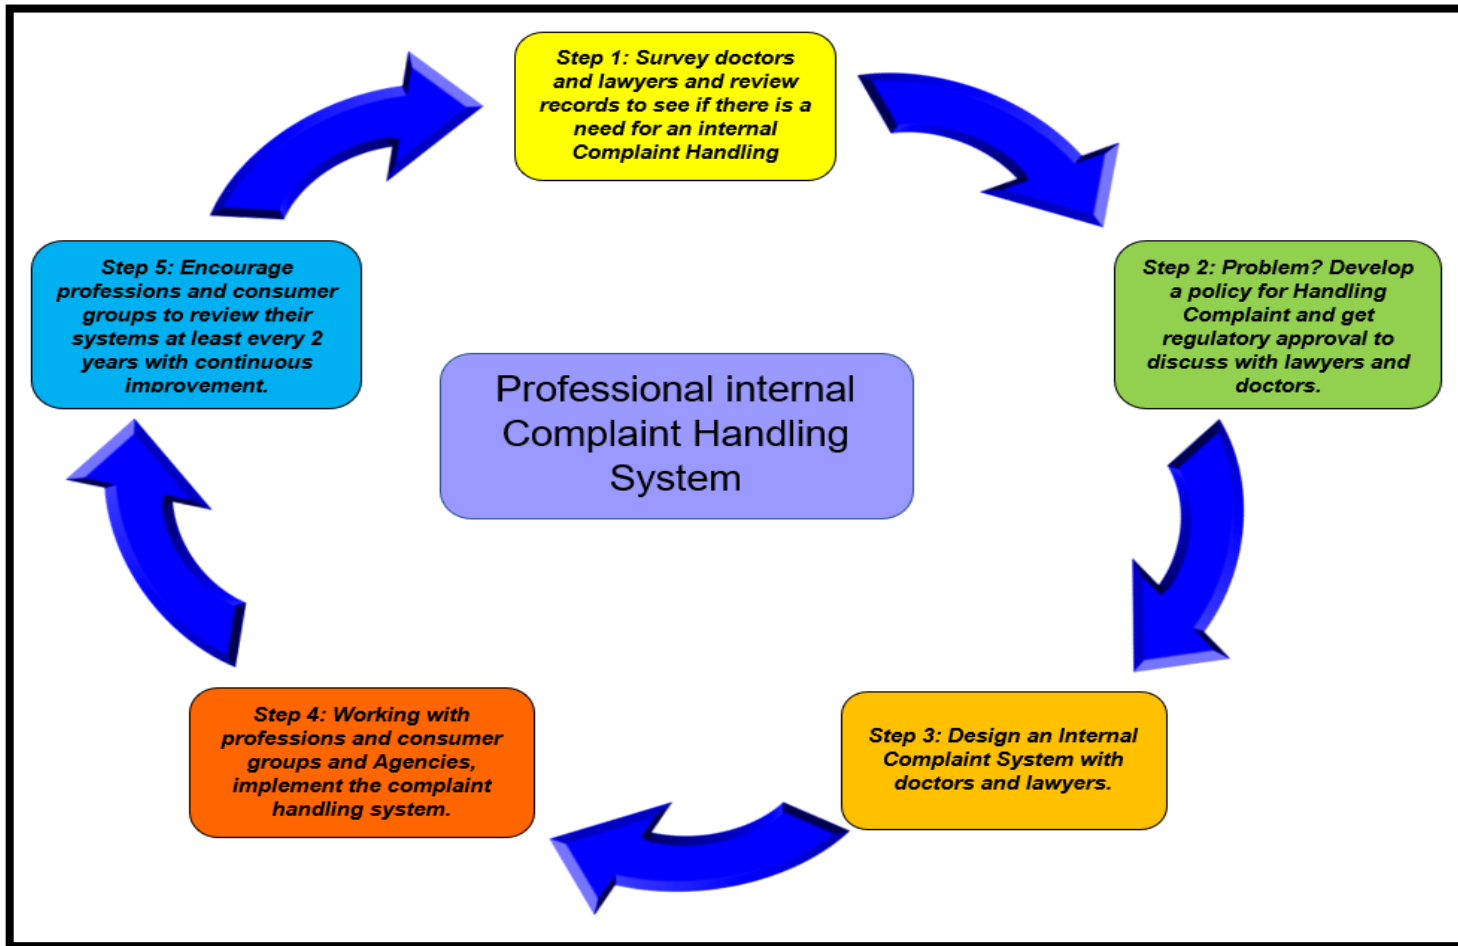 Step 1: Survey doctors
and lawyers and review
records to see if there is a
need for an internal
Complaint Handling
Step 2: Problem? Develop
a policy for Handling
Complaint and get
regulatory approval to
discuss with lawyers and
doctors.
Step 3: Design an Internal
Complaint System with
doctors and lawyers.
Step 4: Working with
professions and consumer
groups and Agencies,
implement the complaint
handling system.
Step 5: Encourage
professions and consumer
groups to review their
systems at least every 2
years with continuous
improvement.
Professional internal
Complaint Handling
System